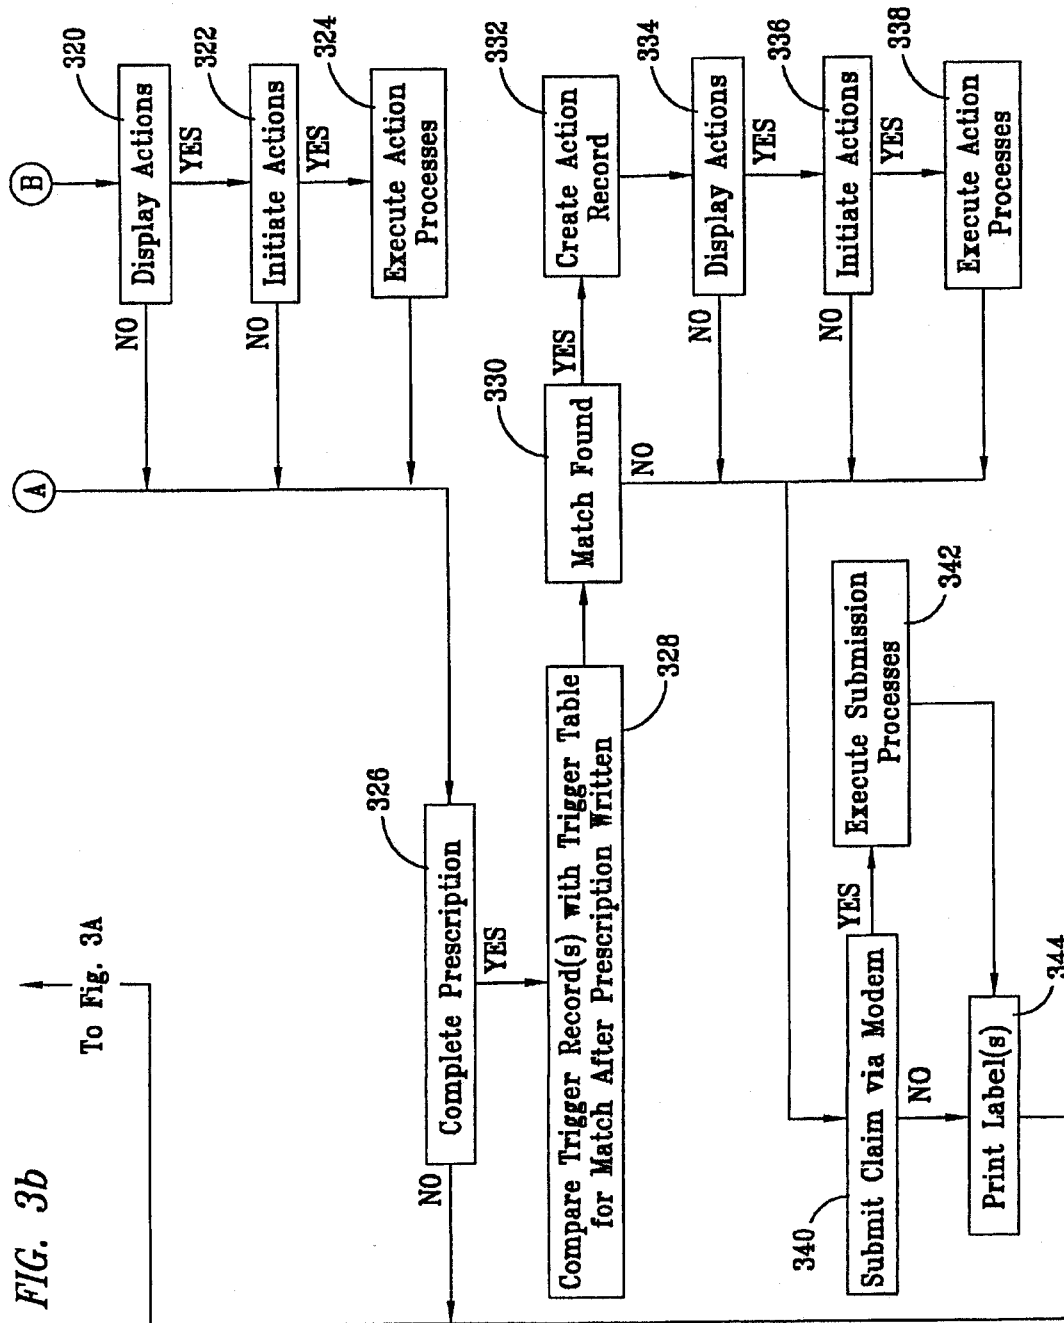 FIG. 3b
To Fig. 3A
A
B
320
Display Actions
NO
YES
322
Initiate Actions
NO
YES
324
Execute Action
Processes
326
Complete Prescription
NO
YES
Compare Trigger Record(s) with Trigger Table
for Match After Prescription Written
328
330
Match Found
YES
NO
332
Create Action
Record
334
Display Actions
NO
YES
336
Initiate Actions
NO
YES
338
Execute Action
Processes
340
Submit Claim via Modem
YES
NO
Execute Submission
Processes
342
Print Label(s)
344